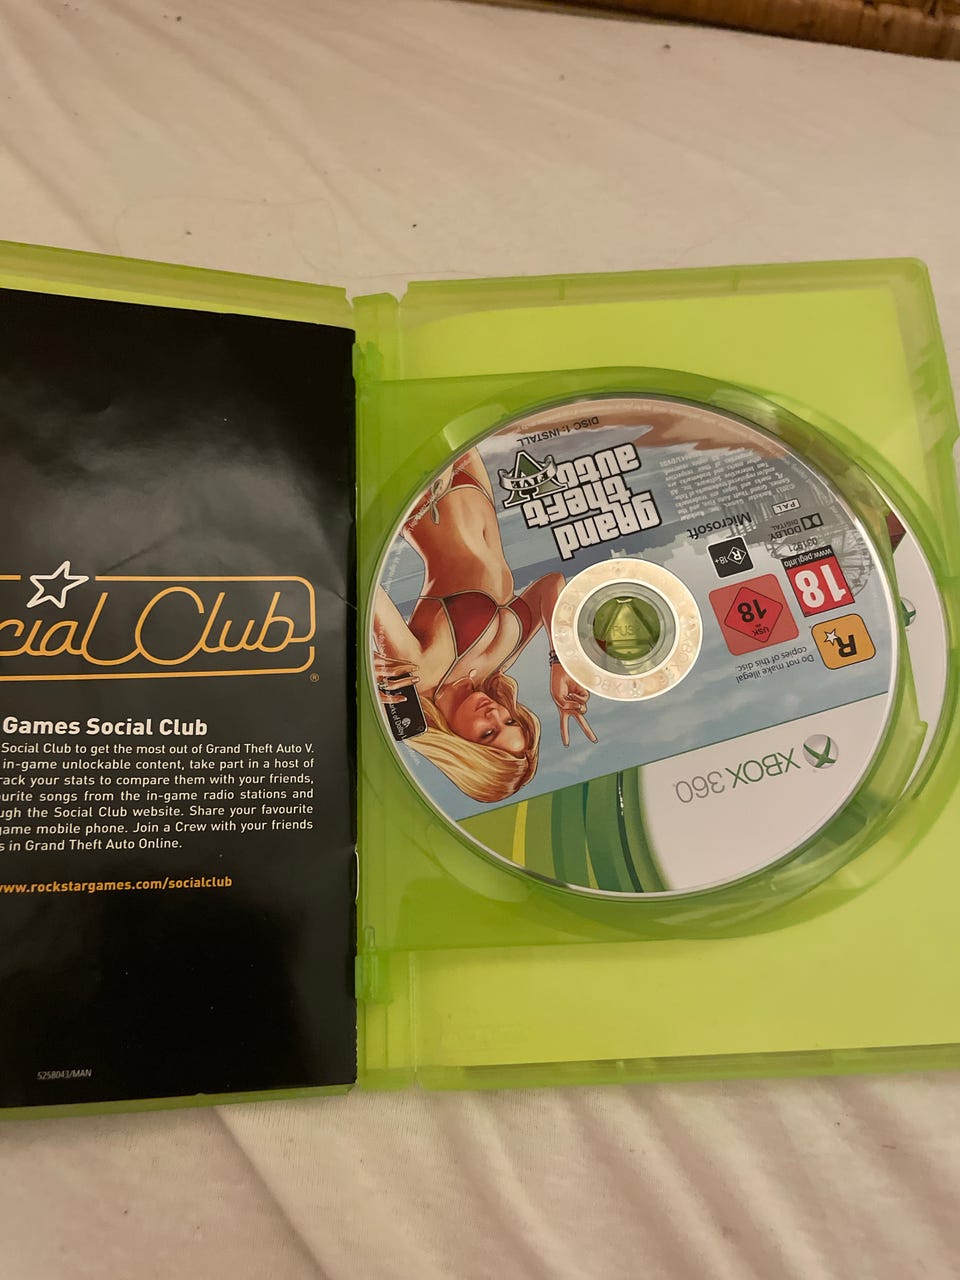 cial Club
®
Games Social Club
Social Club to get the most out of Grand Theft Auto V.
in-game unlockable content, take part in a host of
rack your stats to compare them with your friends,
urite songs from the in-game radio stations and
ugh the Social Club website. Share your favourite
game mobile phone. Join a Crew with your friends
s in Grand Theft Auto Online.
www.rockstargames.com/socialclub
5258043/MAN
XBOX 360
Do not make illegal
copies of this disc
R
18
www.pegi.info
USK
18
R
18+
DOLBY
DIGITAL
PAL
Microsoft
grand
theft
auto
FIVE
DISC 1: INSTALL
PUSH